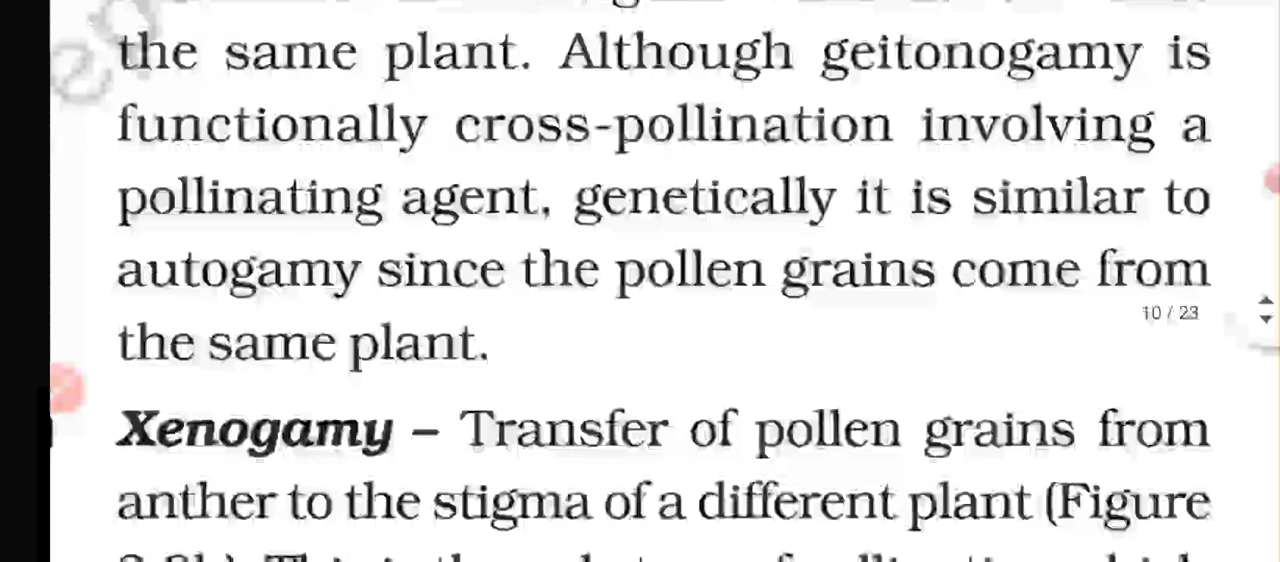 the same plant. Although geitonogamy is
functionally cross-pollination involving a
pollinating agent, genetically it is similar to
autogamy since the pollen grains come from
10 / 23
the same plant.
Xenogamy – Transfer of pollen grains from
anther to the stigma of a different plant (Figure